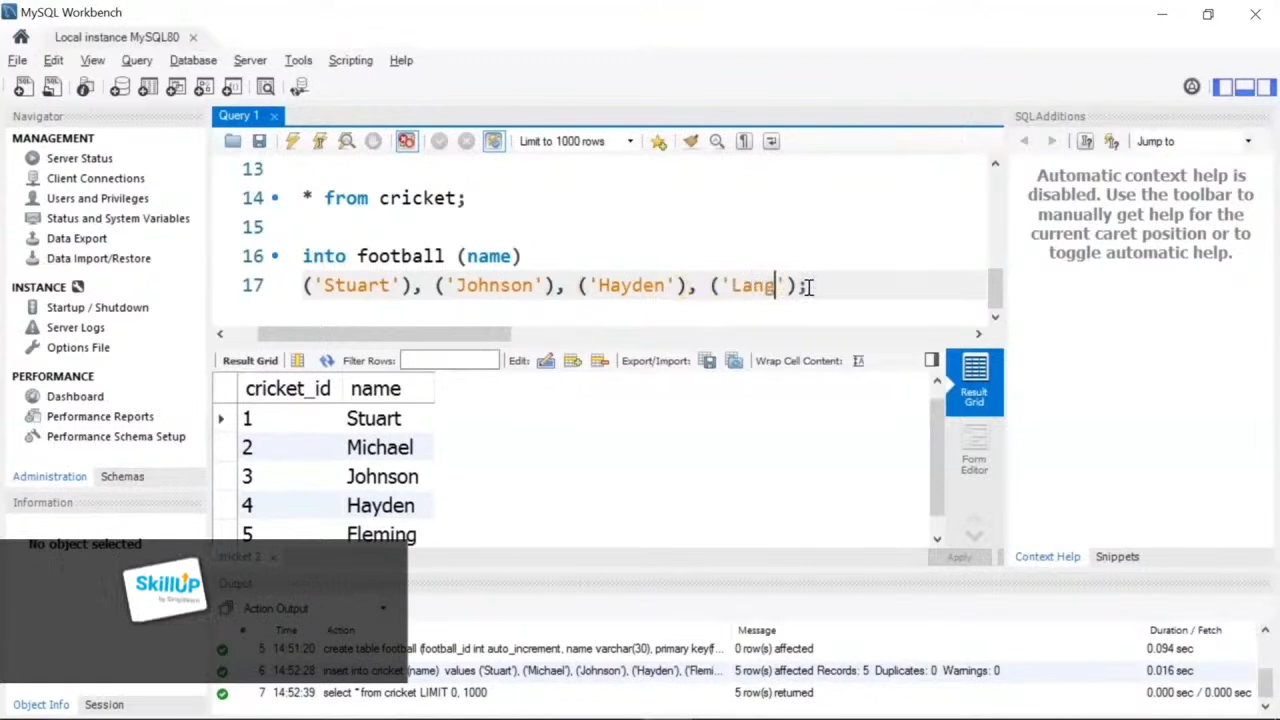 MySQL Workbench
Local instance MySQL80
File Edit View Query Database Server Tools Scripting Help
Navigator
MANAGEMENT
Server Status
Client Connections
Users and Privileges
Status and System Variables
Data Export
Data Import/Restore
INSTANCE
Startup / Shutdown
Server Logs
Options File
PERFORMANCE
Dashboard
Performance Reports
Performance Schema Setup
Administration Schemas
Information
No object selected
SkillUP
by Simplilearn
Object Info Session
Query 1
Limit to 1000 rows
13
14 * from cricket;
15
16 into football (name)
17 ('Stuart'), ('Johnson'), ('Hayden'), ('Lang');
Result Grid Filter Rows: Edit: Export/Import: Wrap Cell Content:
cricket_id name
1 Stuart
2 Michael
3 Johnson
4 Hayden
5 Fleming
Result Grid
Form Editor
cricket 2
Apply
Output
Action Output
# Time Action Message Duration / Fetch
5 14:51:20 create table football (football_id int auto_increment, name varchar(30), primary key(f... 0 row(s) affected 0.094 sec
6 14:52:28 insert into cricket (name) values ('Stuart'), ('Michael'), ('Johnson'), ('Hayden'), ('Flemi... 5 row(s) affected Records: 5 Duplicates: 0 Warnings: 0 0.016 sec
7 14:52:39 select * from cricket LIMIT 0, 1000 5 row(s) returned 0.000 sec / 0.000 sec
SQLAdditions
Jump to
Automatic context help is
disabled. Use the toolbar to
manually get help for the
current caret position or to
toggle automatic help.
Context Help Snippets